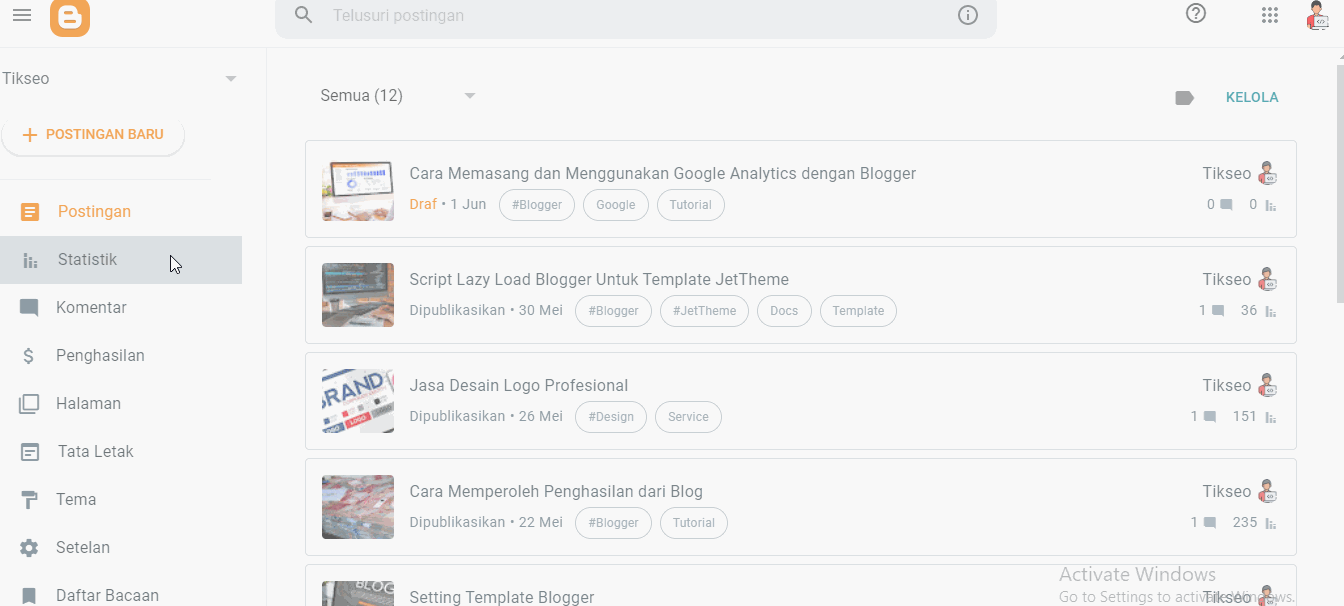 Telusuri postingan
Tikseo
POSTINGAN BARU
Postingan
Statistik
Komentar
Penghasilan
Halaman
Tata Letak
Tema
Setelan
Daftar Bacaan
Semua (12)
KELOLA
Cara Memasang dan Menggunakan Google Analytics dengan Blogger
Tikseo
Draf • 1 Jun #Blogger Google Tutorial
0 0
Script Lazy Load Blogger Untuk Template JetTheme
Tikseo
Dipublikasikan • 30 Mei #Blogger #JetTheme Docs Template
1 36
BRAND
Jasa Desain Logo Profesional
Tikseo
Dipublikasikan • 26 Mei #Design Service
1 151
Cara Memperoleh Penghasilan dari Blog
Tikseo
Dipublikasikan • 22 Mei #Blogger Tutorial
1 235
BLOG
Setting Template Blogger
Tikseo
Activate Windows
Go to Settings to activate Windows.